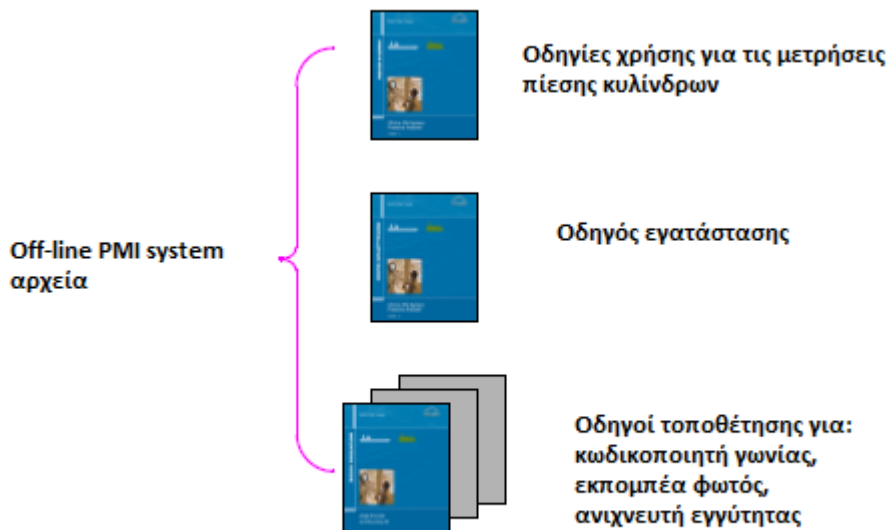 Οδηγίες χρήσης για τις μετρήσεις
πίεσης κυλίνδρων
Οδηγός εγατάστασης
Off-line PMI system
αρχεία
Οδηγοί τοποθέτησης για:
κωδικοποιητή γωνίας,
εκπομπέα φωτός,
ανιχνευτή εγγύτητας